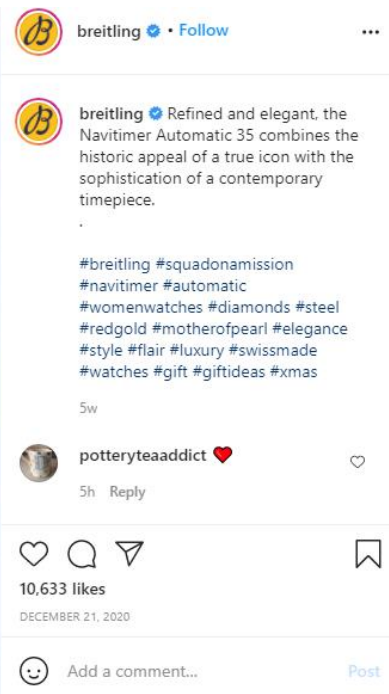 breitling • Follow
breitling Refined and elegant, the
Navitimer Automatic 35 combines the
historic appeal of a true icon with the
sophistication of a contemporary
timepiece.
.
#breitling #squadonamission
#navitimer #automatic
#womenwatches #diamonds #steel
#redgold #motherofpearl #elegance
#style #flair #luxury #swissmade
#watches #gift #giftideas #xmas
5w
potteryteaaddict ❤
5h Reply
10,633 likes
DECEMBER 21, 2020
Add a comment... Post